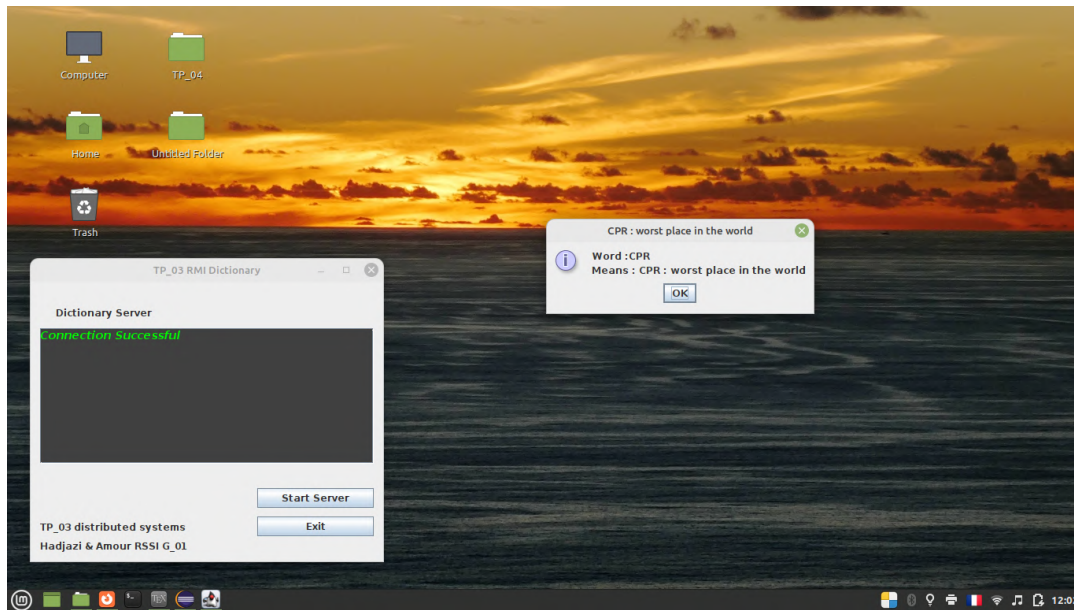 Computer
TP_04
Home
Untitled Folder
Trash
TP_03 RMI Dictionary
Dictionary Server
Connection Successful
Start Server
TP_03 distributed systems
Exit
Hadjazi & Amour RSSI G_01
CPR : worst place in the world
Word :CPR
Means : CPR : worst place in the world
OK
lm
TEX